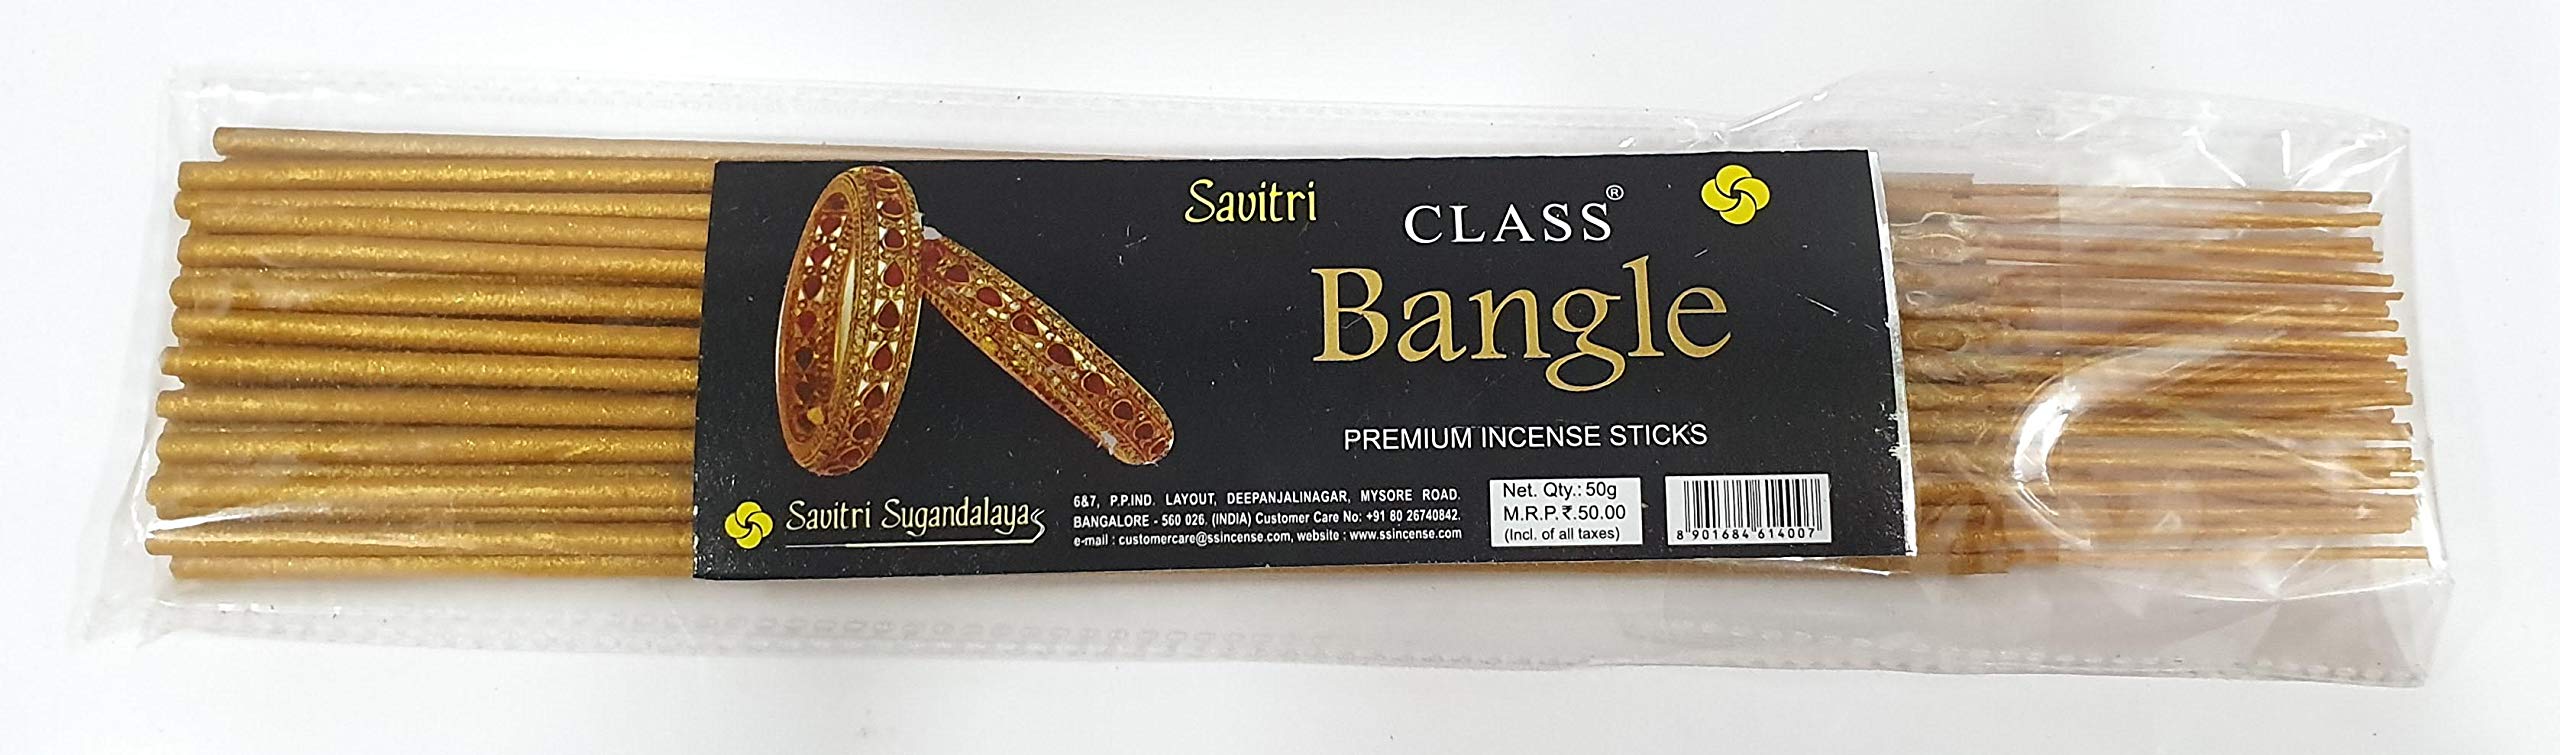 Savitri
CLASS®
Bangle
PREMIUM INCENSE STICKS
Savitri Sugandalayas
6&7, P.P.IND. LAYOUT, DEEPANJALINAGAR, MYSORE ROAD.
BANGALORE - 560 026. (INDIA) Customer Care No: +91 80 26740842.
e-mail : customercare@ssincense.com, website : www.ssincense.com
Net. Qty.: 50g
M.R.P.₹.50.00
(Incl. of all taxes)
8 901684 614007